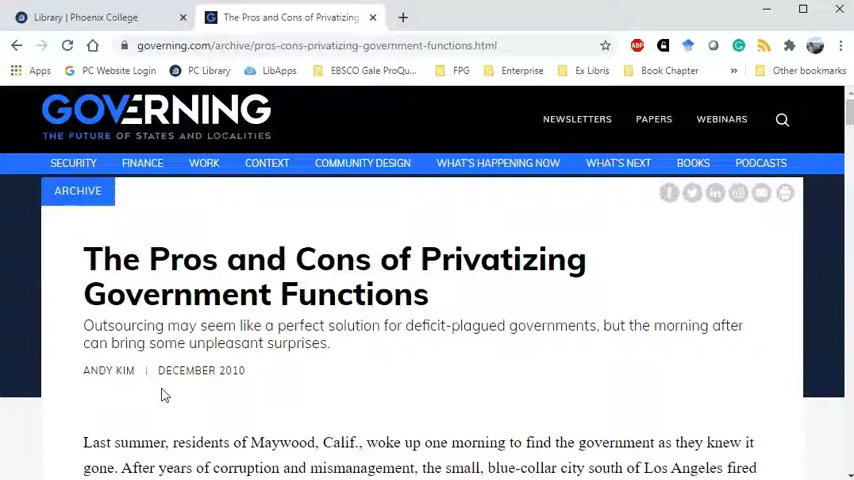 Library | Phoenix College
The Pros and Cons of Privatizing
governing.com/archive/pros-cons-privatizing-government-functions.html
ABP
Apps PC Website Login PC Library LibApps EBSCO Gale ProQu... FPG Enterprise Ex Libris Book Chapter » Other bookmarks
GOVERNING
THE FUTURE OF STATES AND LOCALITIES
NEWSLETTERS PAPERS WEBINARS
SECURITY FINANCE WORK CONTEXT COMMUNITY DESIGN WHAT'S HAPPENING NOW WHAT'S NEXT BOOKS PODCASTS
ARCHIVE
The Pros and Cons of Privatizing
Government Functions
Outsourcing may seem like a perfect solution for deficit-plagued governments, but the morning after
can bring some unpleasant surprises.
ANDY KIM | DECEMBER 2010
Last summer, residents of Maywood, Calif., woke up one morning to find the government as they knew it
gone. After years of corruption and mismanagement, the small, blue-collar city south of Los Angeles fired